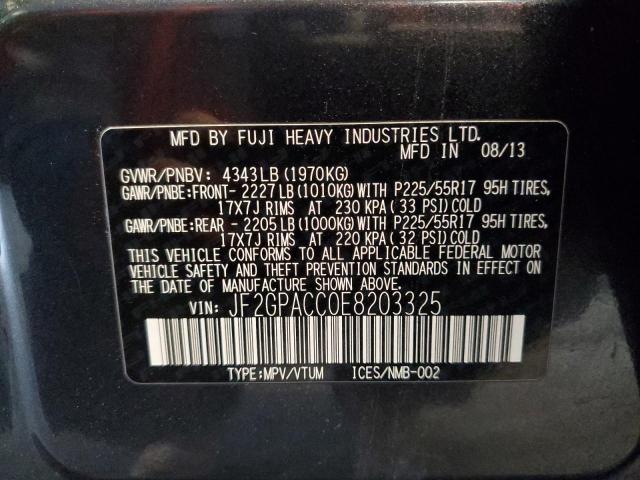 MFD BY FUJI HEAVY INDUSTRIES LTD.
MFD IN 08/13
GVWR/PNBV: 4343LB(1970KG)
GAWR/PNBE:FRONT- 2227LB(1010KG)WITH P225/55R17 95H TIRES,
17X7J RIMS AT 230 KPA(33 PSI)COLD
GAWR/PNBE:REAR - 2205LB(1000KG)WITH P225/55R17 95H TIRES,
17X7J RIMS AT 220 KPA(32 PSI)COLD
THIS VEHICLE CONFORMS TO ALL APPLICABLE FEDERAL MOTOR
VEHICLE SAFETY AND THEFT PREVENTION STANDARDS IN EFFECT ON
THE DATE OF MANUFACTURE SHOWN ABOVE.
VIN: JF2GPACC0E8203325
TYPE:MPV/VTUM ICES/NMB-002